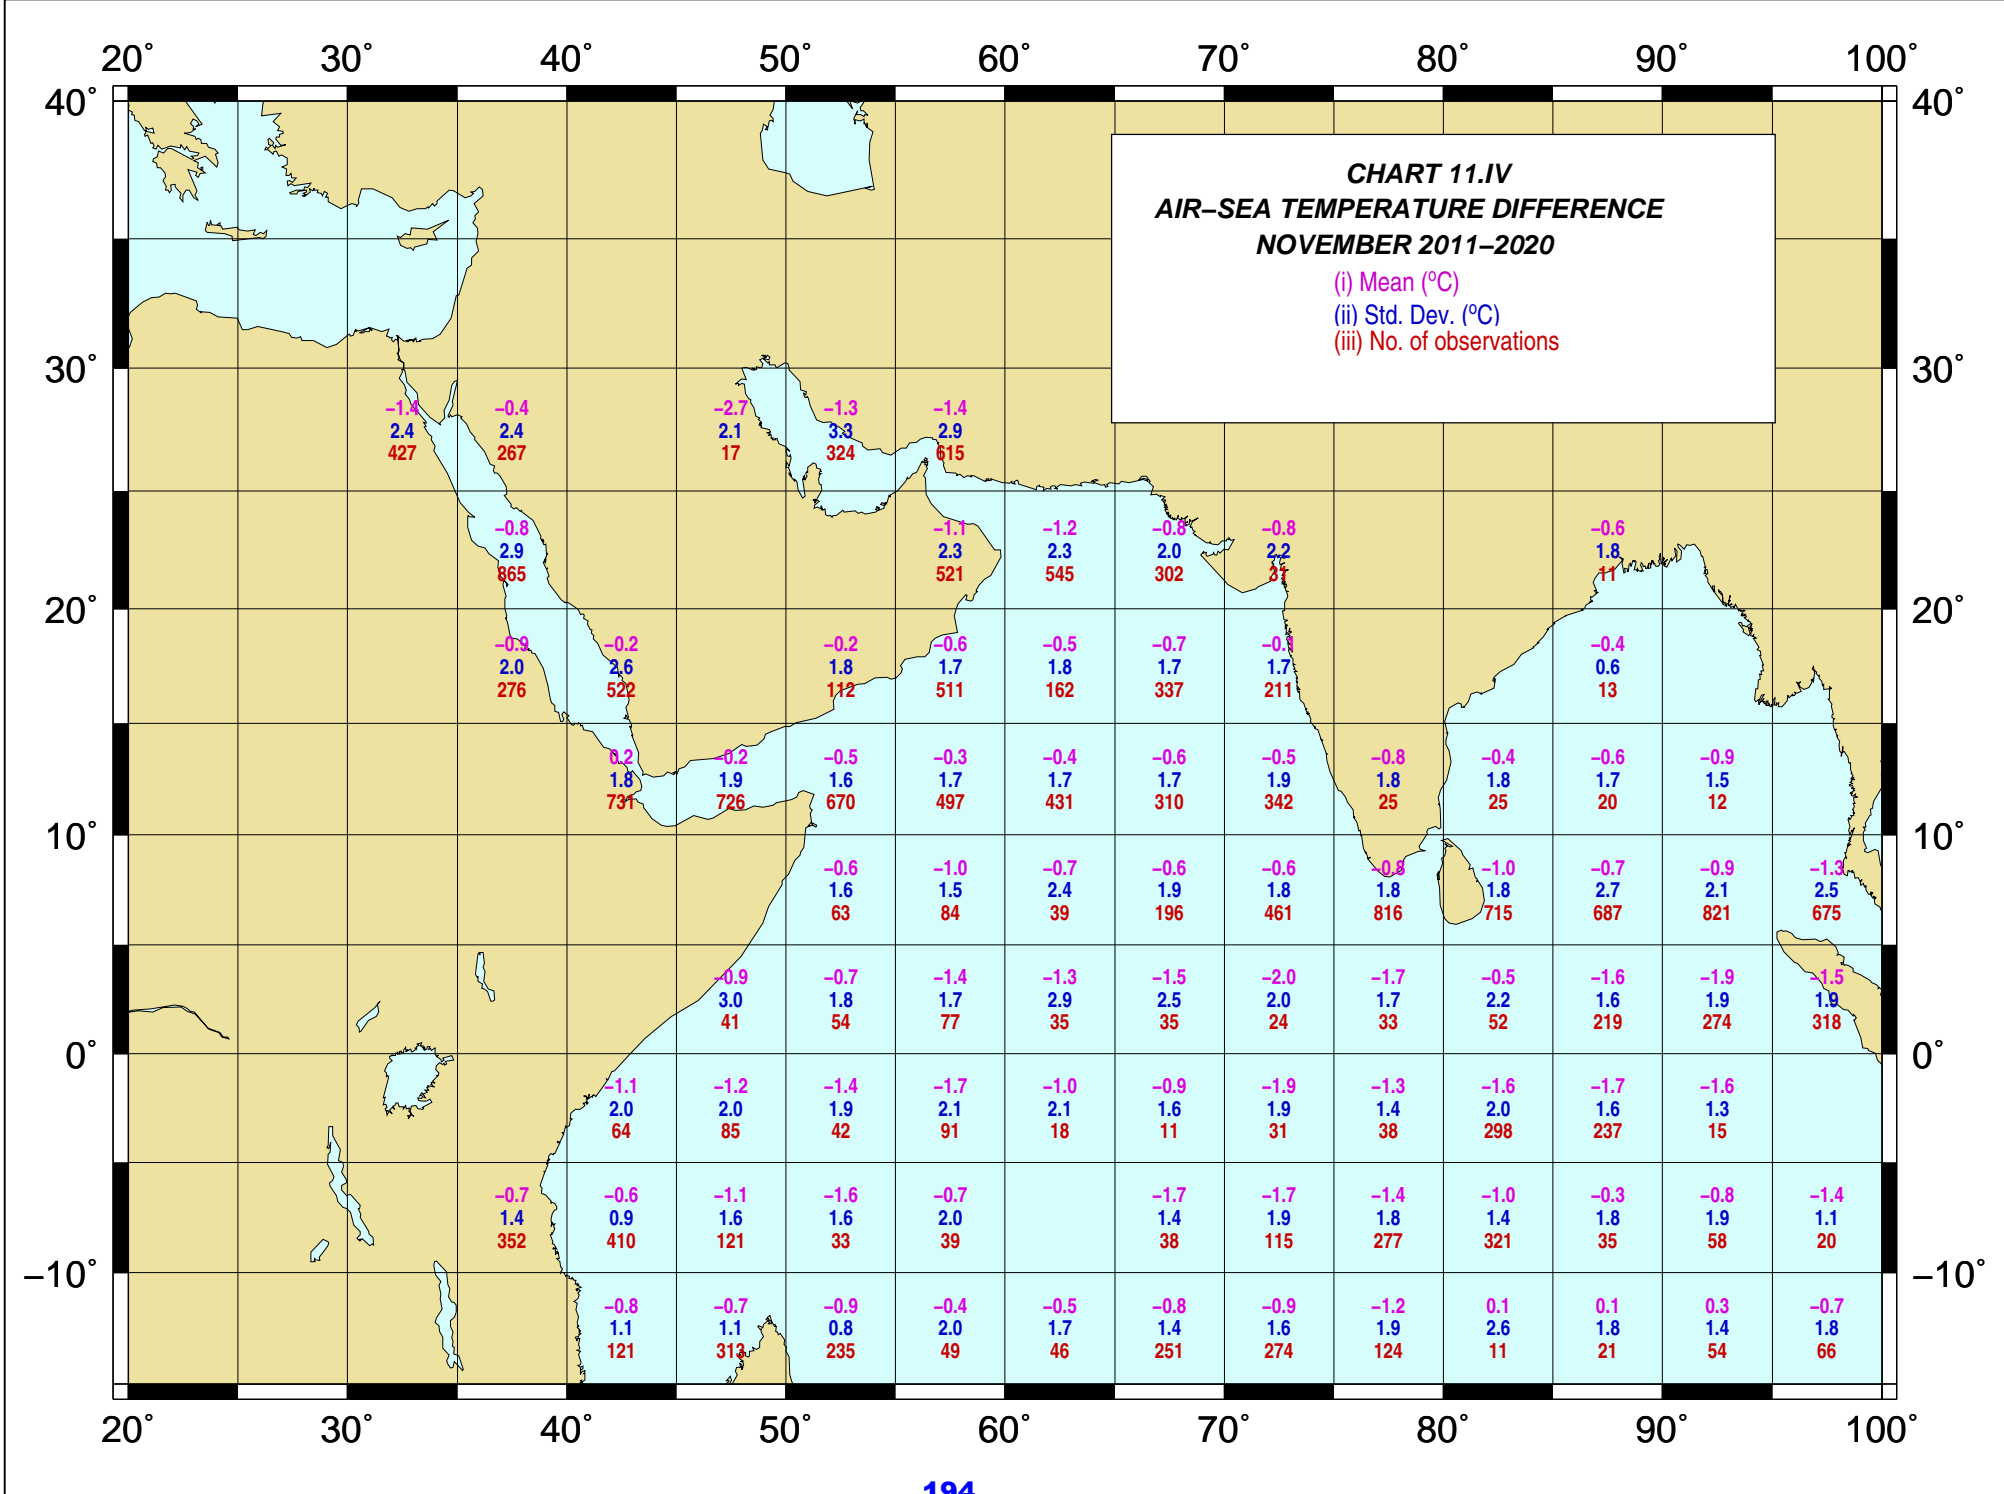 20° 30° 40° 50° 60° 70° 80° 90° 100°
40° 40°
CHART 11.IV
AIR–SEA TEMPERATURE DIFFERENCE
NOVEMBER 2011–2020
(i) Mean (ºC)
(ii) Std. Dev. (ºC)
(iii) No. of observations
30° 30°
−1.4 −0.4 −2.7 −1.3 −1.4
2.4 2.4 2.1 3.3 2.9
427 267 17 324 615
−0.8 −1.1 −1.2 −0.8 −0.8 −0.6
2.9 2.3 2.3 2.0 2.2 1.8
865 521 545 302 31 11
20° 20°
−0.9 −0.2 −0.2 −0.6 −0.5 −0.7 −0.1 −0.4
2.0 2.6 1.8 1.7 1.8 1.7 1.7 0.6
276 522 112 511 162 337 211 13
0.2 −0.2 −0.5 −0.3 −0.4 −0.6 −0.5 −0.8 −0.4 −0.6 −0.9
1.8 1.9 1.6 1.7 1.7 1.7 1.9 1.8 1.8 1.7 1.5
731 726 670 497 431 310 342 25 25 20 12
10° 10°
−0.6 −1.0 −0.7 −0.6 −0.6 −0.8 −1.0 −0.7 −0.9 −1.3
1.6 1.5 2.4 1.9 1.8 1.8 1.8 2.7 2.1 2.5
63 84 39 196 461 816 715 687 821 675
−0.9 −0.7 −1.4 −1.3 −1.5 −2.0 −1.7 −0.5 −1.6 −1.9 −1.5
3.0 1.8 1.7 2.9 2.5 2.0 1.7 2.2 1.6 1.9 1.9
41 54 77 35 35 24 33 52 219 274 318
0° 0°
−1.1 −1.2 −1.4 −1.7 −1.0 −0.9 −1.9 −1.3 −1.6 −1.7 −1.6
2.0 2.0 1.9 2.1 2.1 1.6 1.9 1.4 2.0 1.6 1.3
64 85 42 91 18 11 31 38 298 237 15
−0.7 −0.6 −1.1 −1.6 −0.7 −1.7 −1.7 −1.4 −1.0 −0.3 −0.8 −1.4
1.4 0.9 1.6 1.6 2.0 1.4 1.9 1.8 1.4 1.8 1.9 1.1
352 410 121 33 39 38 115 277 321 35 58 20
−10° −10°
−0.8 −0.7 −0.9 −0.4 −0.5 −0.8 −0.9 −1.2 0.1 0.1 0.3 −0.7
1.1 1.1 0.8 2.0 1.7 1.4 1.6 1.9 2.6 1.8 1.4 1.8
121 313 235 49 46 251 274 124 11 21 54 66
20° 30° 40° 50° 60° 70° 80° 90° 100°
194